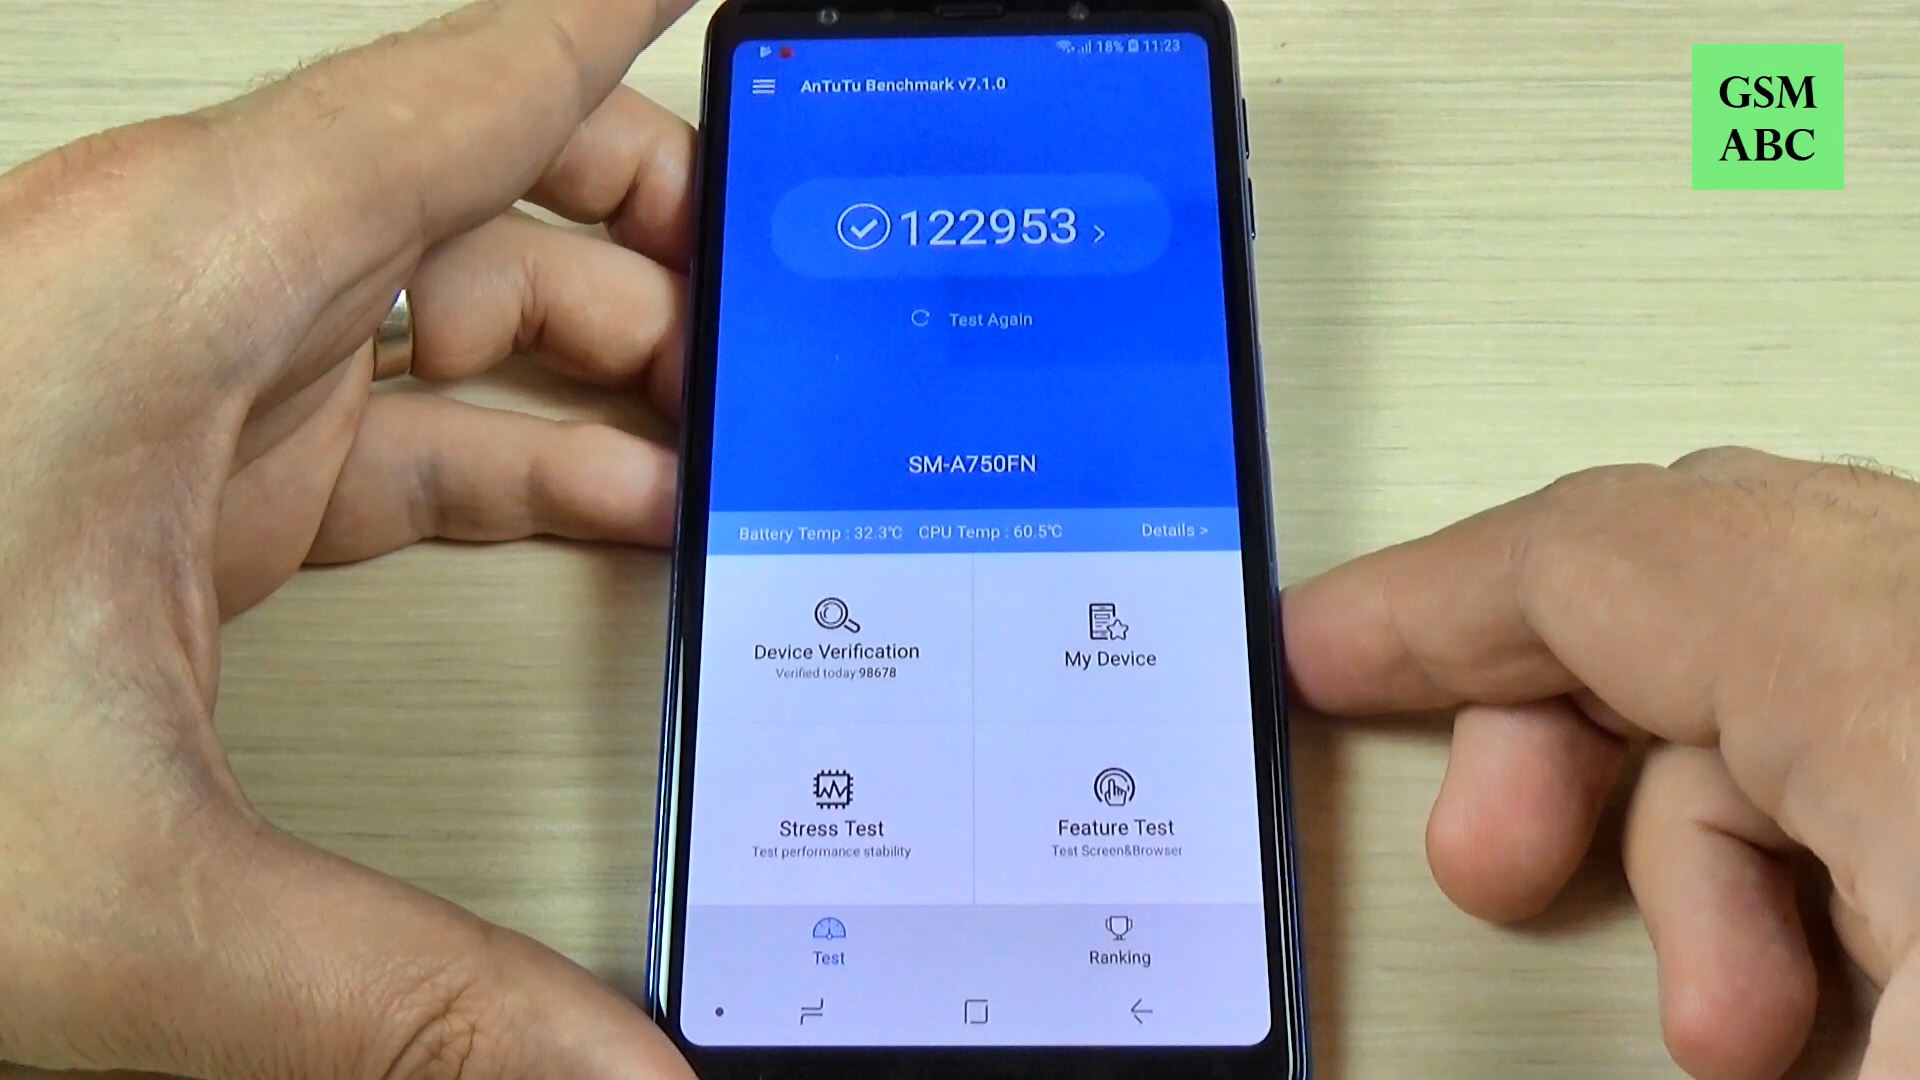 18% 11:23
AnTuTu Benchmark v7.1.0
GSM
ABC
122953 >
Test Again
SM-A750FN
Battery Temp : 32.3℃ CPU Temp : 60.5℃ Details >
Device Verification
Verified today 98678
My Device
Stress Test
Test performance stability
Feature Test
Test Screen&Browser
Test
Ranking